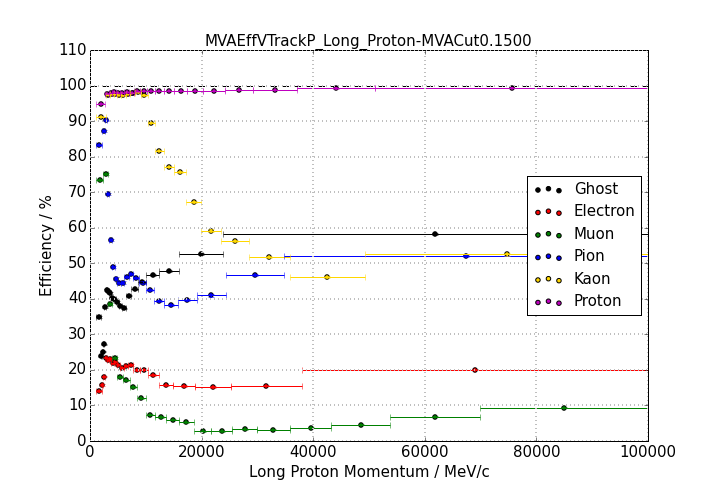 MVAEffVTrackP_Long_Proton-MVACut0.1500
110
100
90
80
70
60
50
40
30
20
10
0
Efficiency / %
Ghost
Electron
Muon
Pion
Kaon
Proton
0 20000 40000 60000 80000 100000
Long Proton Momentum / MeV/c